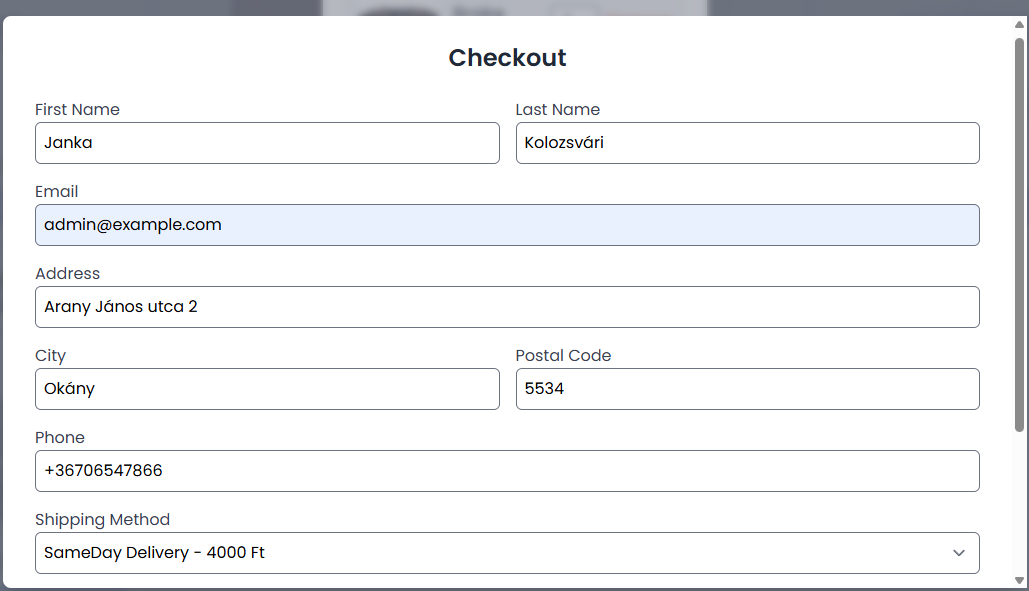 Checkout
First Name Last Name
Janka Kolozsvári
Email
admin@example.com
Address
Arany János utca 2
City Postal Code
Okány 5534
Phone
+36706547866
Shipping Method
SameDay Delivery - 4000 Ft